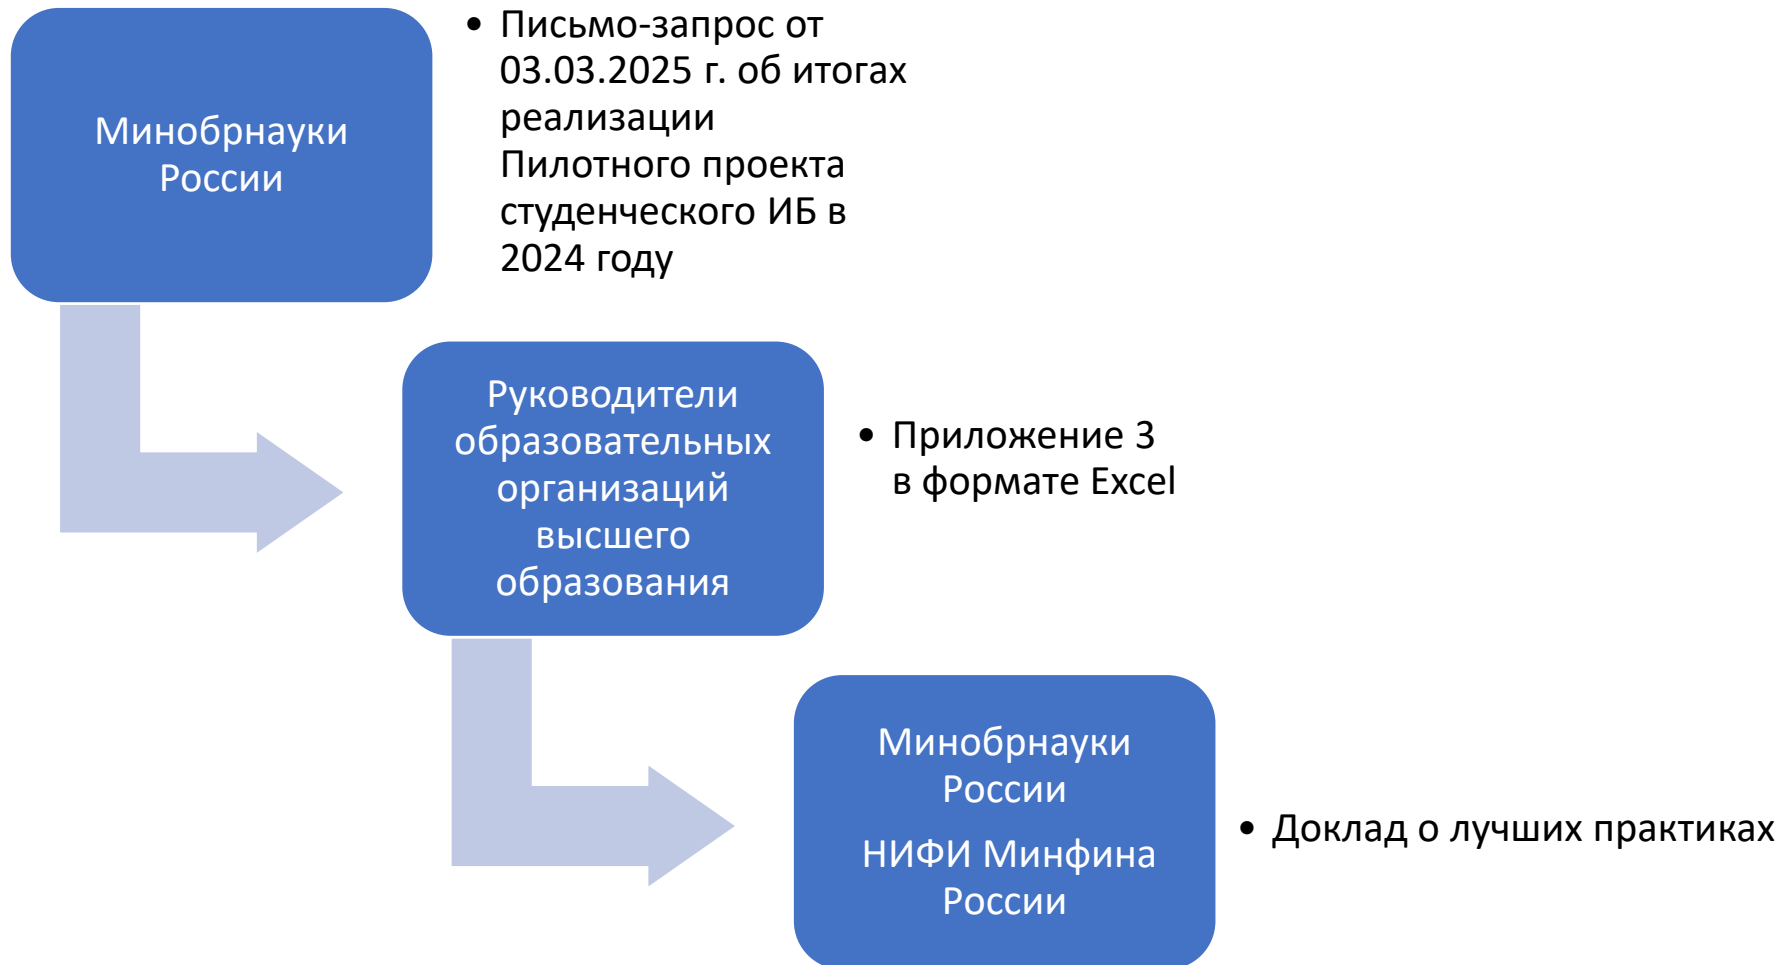 Минобрнауки
России
• Письмо-запрос от
03.03.2025 г. об итогах
реализации
Пилотного проекта
студенческого ИБ в
2024 году
Руководители
образовательных
организаций
высшего
образования
• Приложение 3
в формате Excel
Минобрнауки
России
НИФИ Минфина
России
• Доклад о лучших практиках